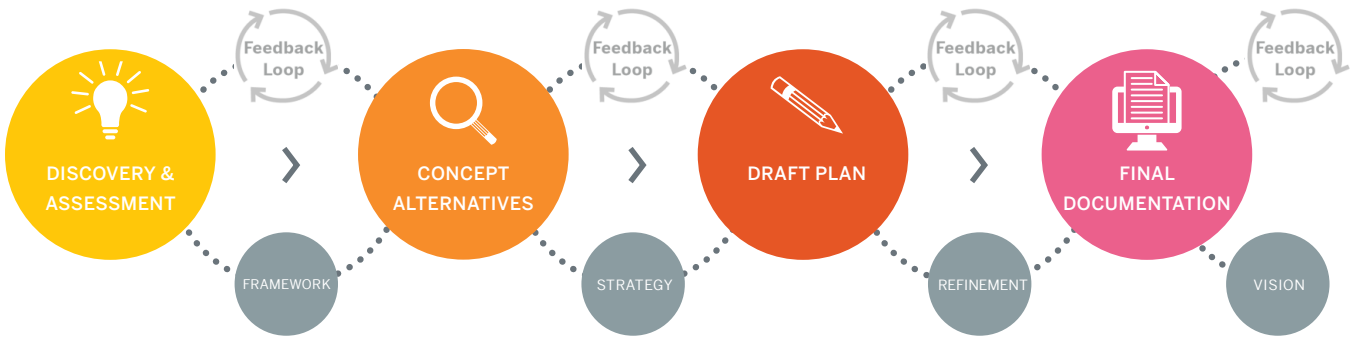 Feedback
Loop
Feedback
Loop
Feedback
Loop
Feedback
Loop
DISCOVERY &
ASSESSMENT
CONCEPT
ALTERNATIVES
DRAFT PLAN
FINAL
DOCUMENTATION
FRAMEWORK
STRATEGY
REFINEMENT
VISION